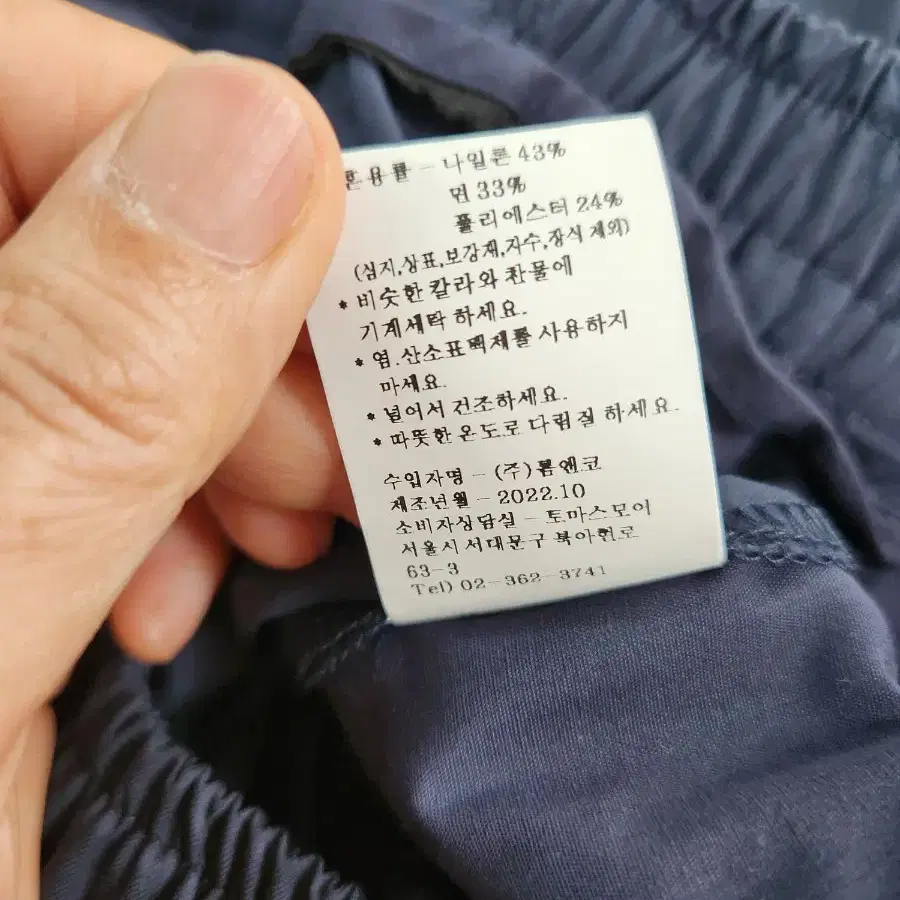 혼용률 - 나일론 43%
면 33%
폴리에스터 24%
(심지,상표,보강재,자수,장식 제외)
* 비슷한 칼라와 찬물에
기계세탁 하세요.
* 염.산소표백제를 사용하지
마세요.
* 널어서 건조하세요.
* 따뜻한 온도로 다림질 하세요.
수입자명 - (주)봄앤코
제조년월 - 2022.10
소비자상담실 - 토마스모어
서울시 서대문구 북아현로
63-3
Tel) 02-362-3741